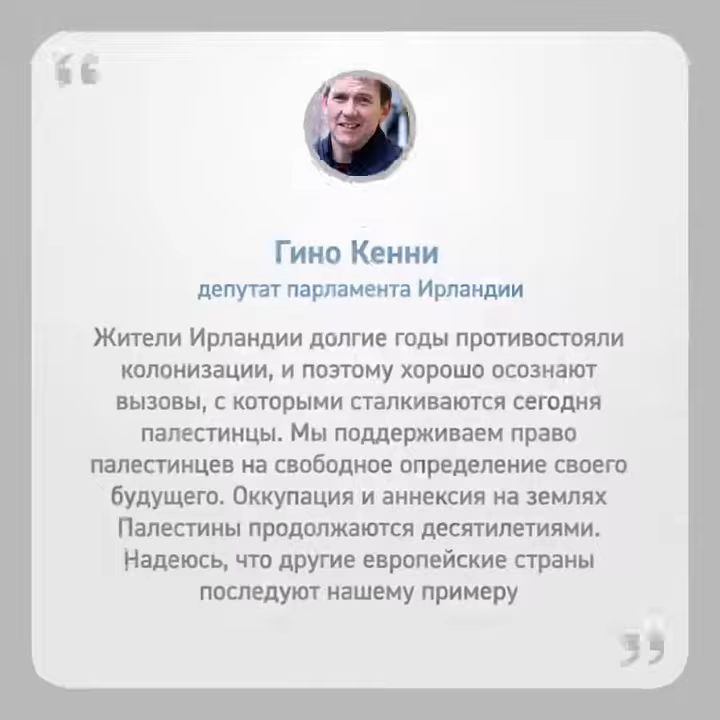 Гино Кенни
депутат парламента Ирландии
Жители Ирландии долгие годы противостояли
колонизации, и поэтому хорошо осознают
вызовы, с которыми сталкиваются сегодня
палестинцы. Мы поддерживаем право
палестинцев на свободное определение своего
будущего. Оккупация и аннексия на землях
Палестины продолжаются десятилетиями.
Надеюсь, что другие европейские страны
последуют нашему примеру